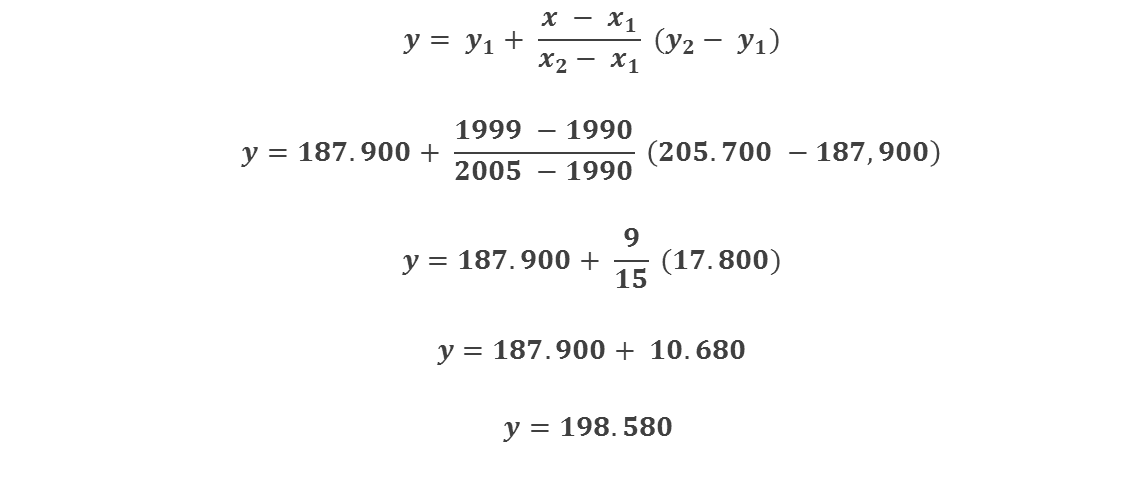 y = y₁ + (x − x₁)/(x₂ − x₁) (y₂ − y₁)
y = 187.900 + (1999 − 1990)/(2005 − 1990) (205.700 − 187,900)
y = 187.900 + 9/15 (17.800)
y = 187.900 + 10.680
y = 198.580